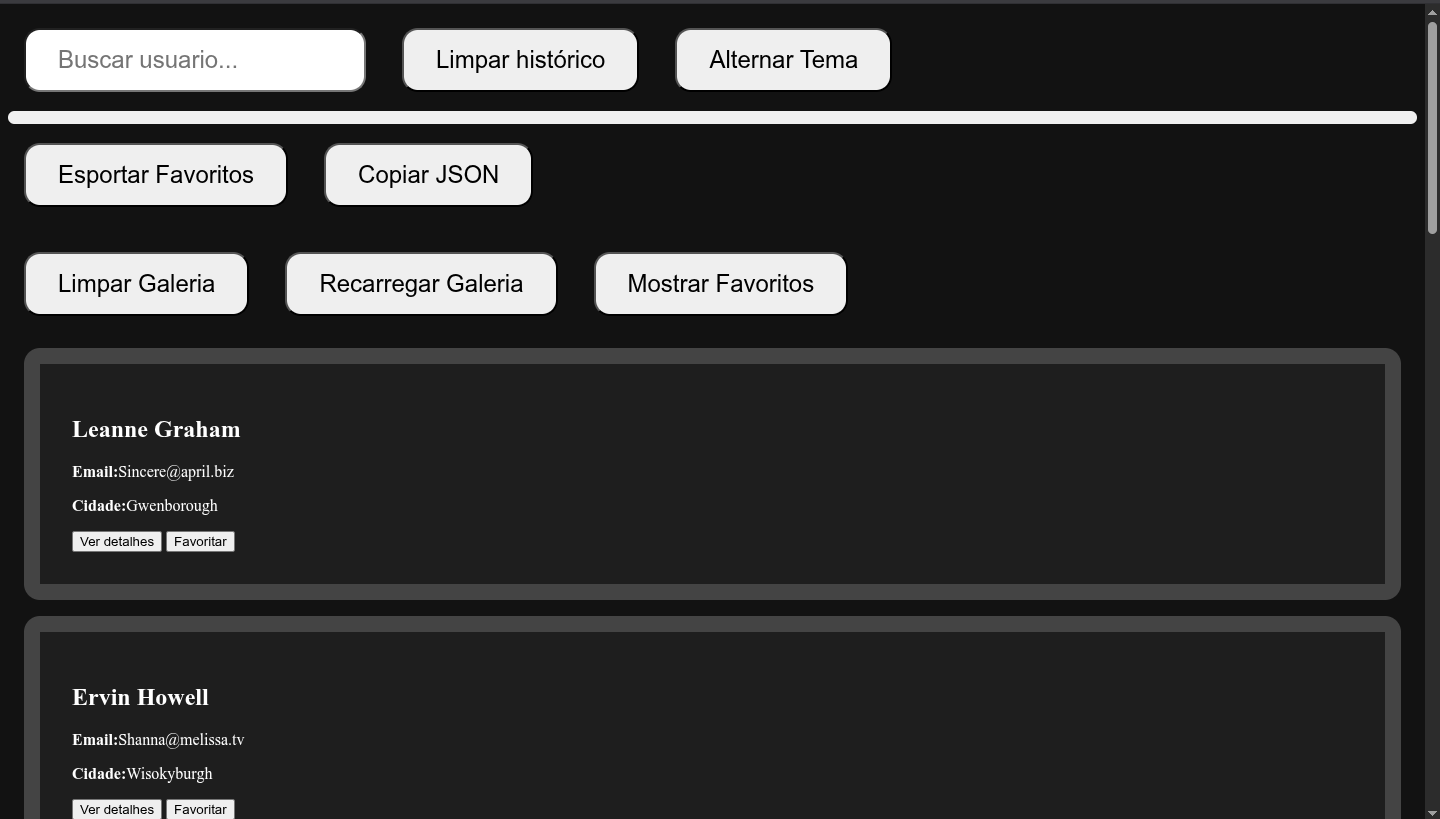 Buscar usuario... Limpar histórico Alternar Tema
Esportar Favoritos Copiar JSON
Limpar Galeria Recarregar Galeria Mostrar Favoritos
Leanne Graham
Email:Sincere@april.biz
Cidade:Gwenborough
Ver detalhes Favoritar
Ervin Howell
Email:Shanna@melissa.tv
Cidade:Wisokyburgh
Ver detalhes Favoritar